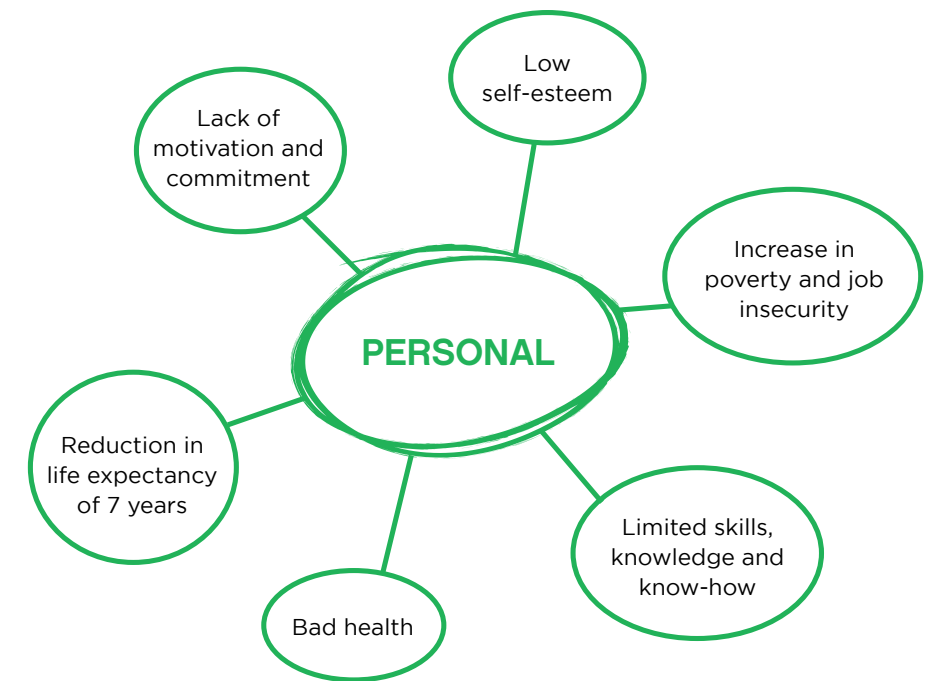 Low
self-esteem
Lack of
motivation and
commitment
Increase in
poverty and job
insecurity
PERSONAL
Reduction in
life expectancy
of 7 years
Limited skills,
knowledge and
know-how
Bad health